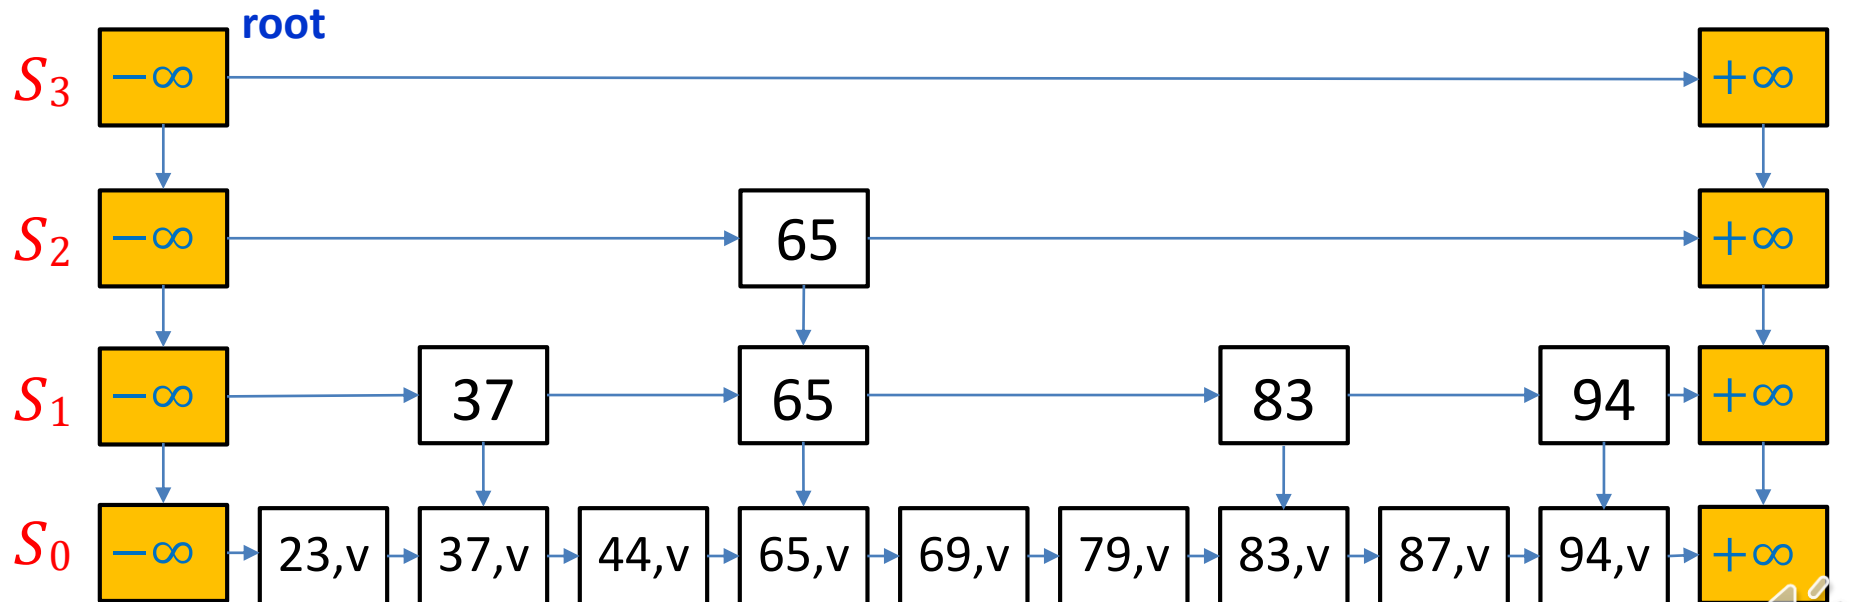 root
S3 −∞ +∞
S2 −∞ 65 +∞
S1 −∞ 37 65 83 94 +∞
S0 −∞ 23,v 37,v 44,v 65,v 69,v 79,v 83,v 87,v 94,v +∞